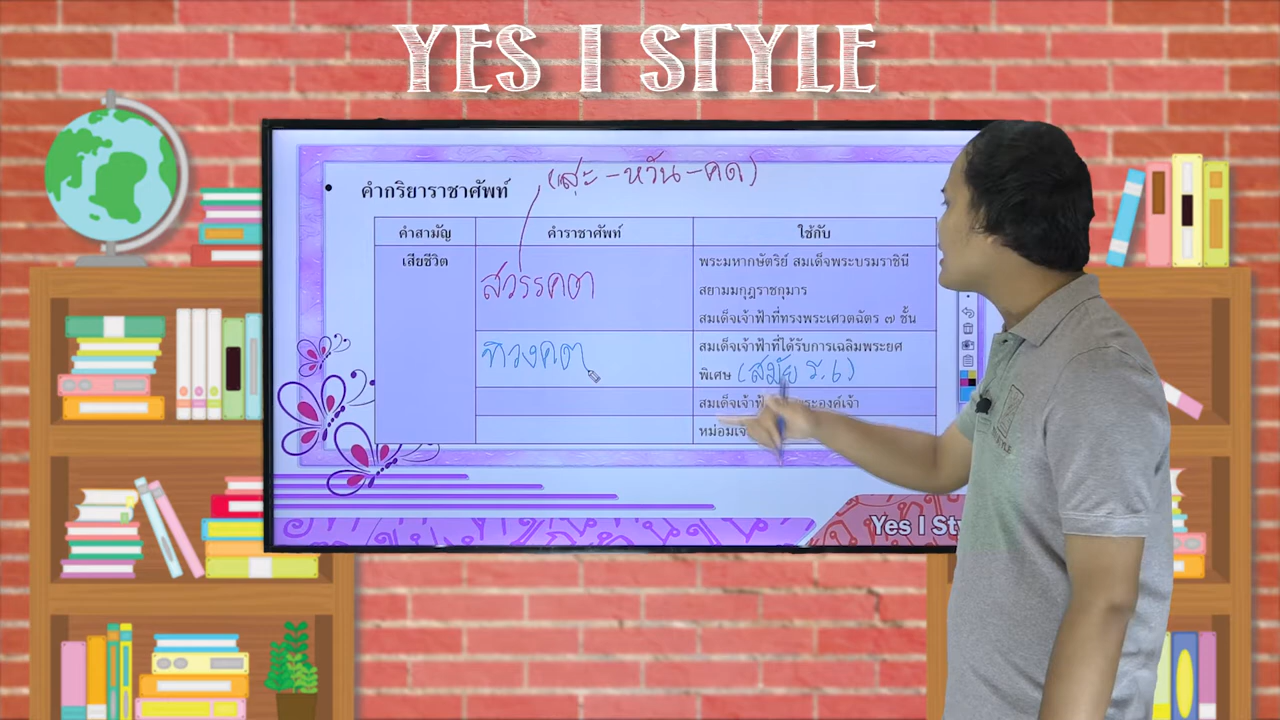 YES I STYLE
(สะ-หวัน-คด)
• คำกริยาราชาศัพท์
คำสามัญ คำราชาศัพท์ ใช้กับ
เสียชีวิต สวรรคต พระมหากษัตริย์ สมเด็จพระบรมราชินี
สยามมกุฎราชกุมาร
สมเด็จเจ้าฟ้าที่ทรงพระเศวตฉัตร ๗ ชั้น
ทิวงคต สมเด็จเจ้าฟ้าที่ได้รับการเฉลิมพระยศ
พิเศษ (สมัย ร.6)
สมเด็จเจ้าฟ้า พระองค์เจ้า
หม่อมเจ้
Yes I Sty